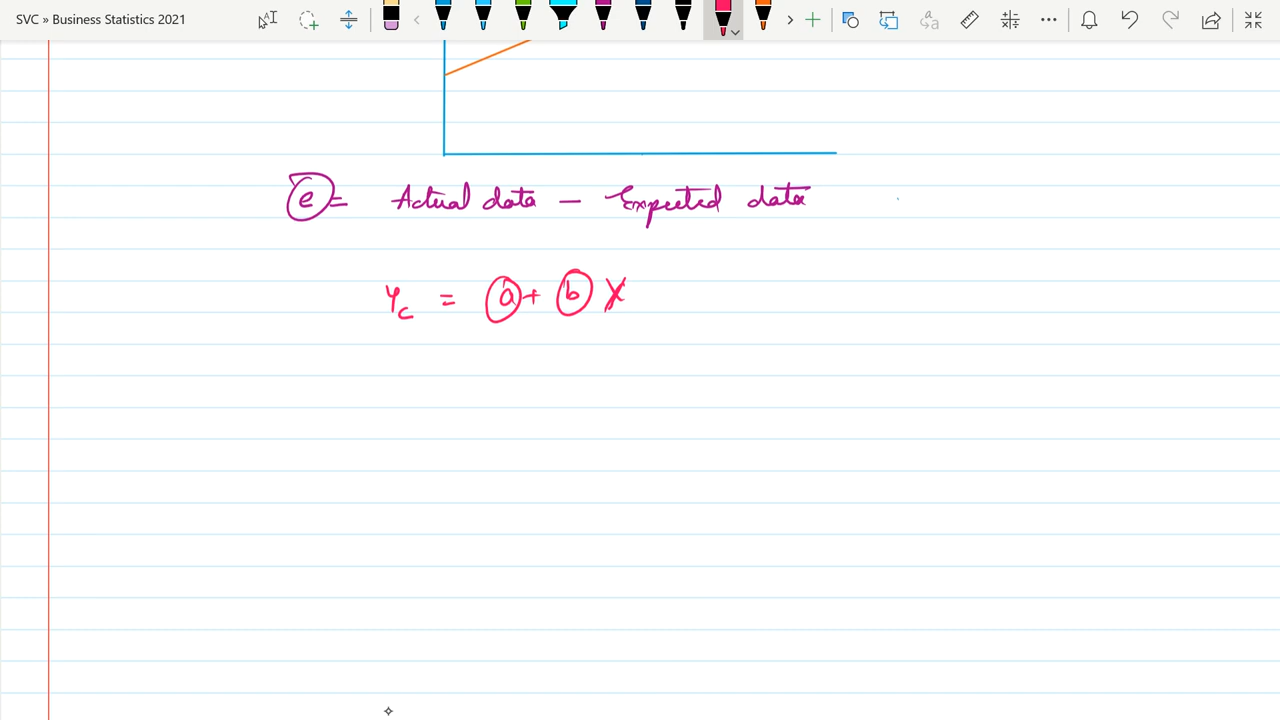 SVC » Business Statistics 2021
e = Actual data – Expected data
Yc = a + b X